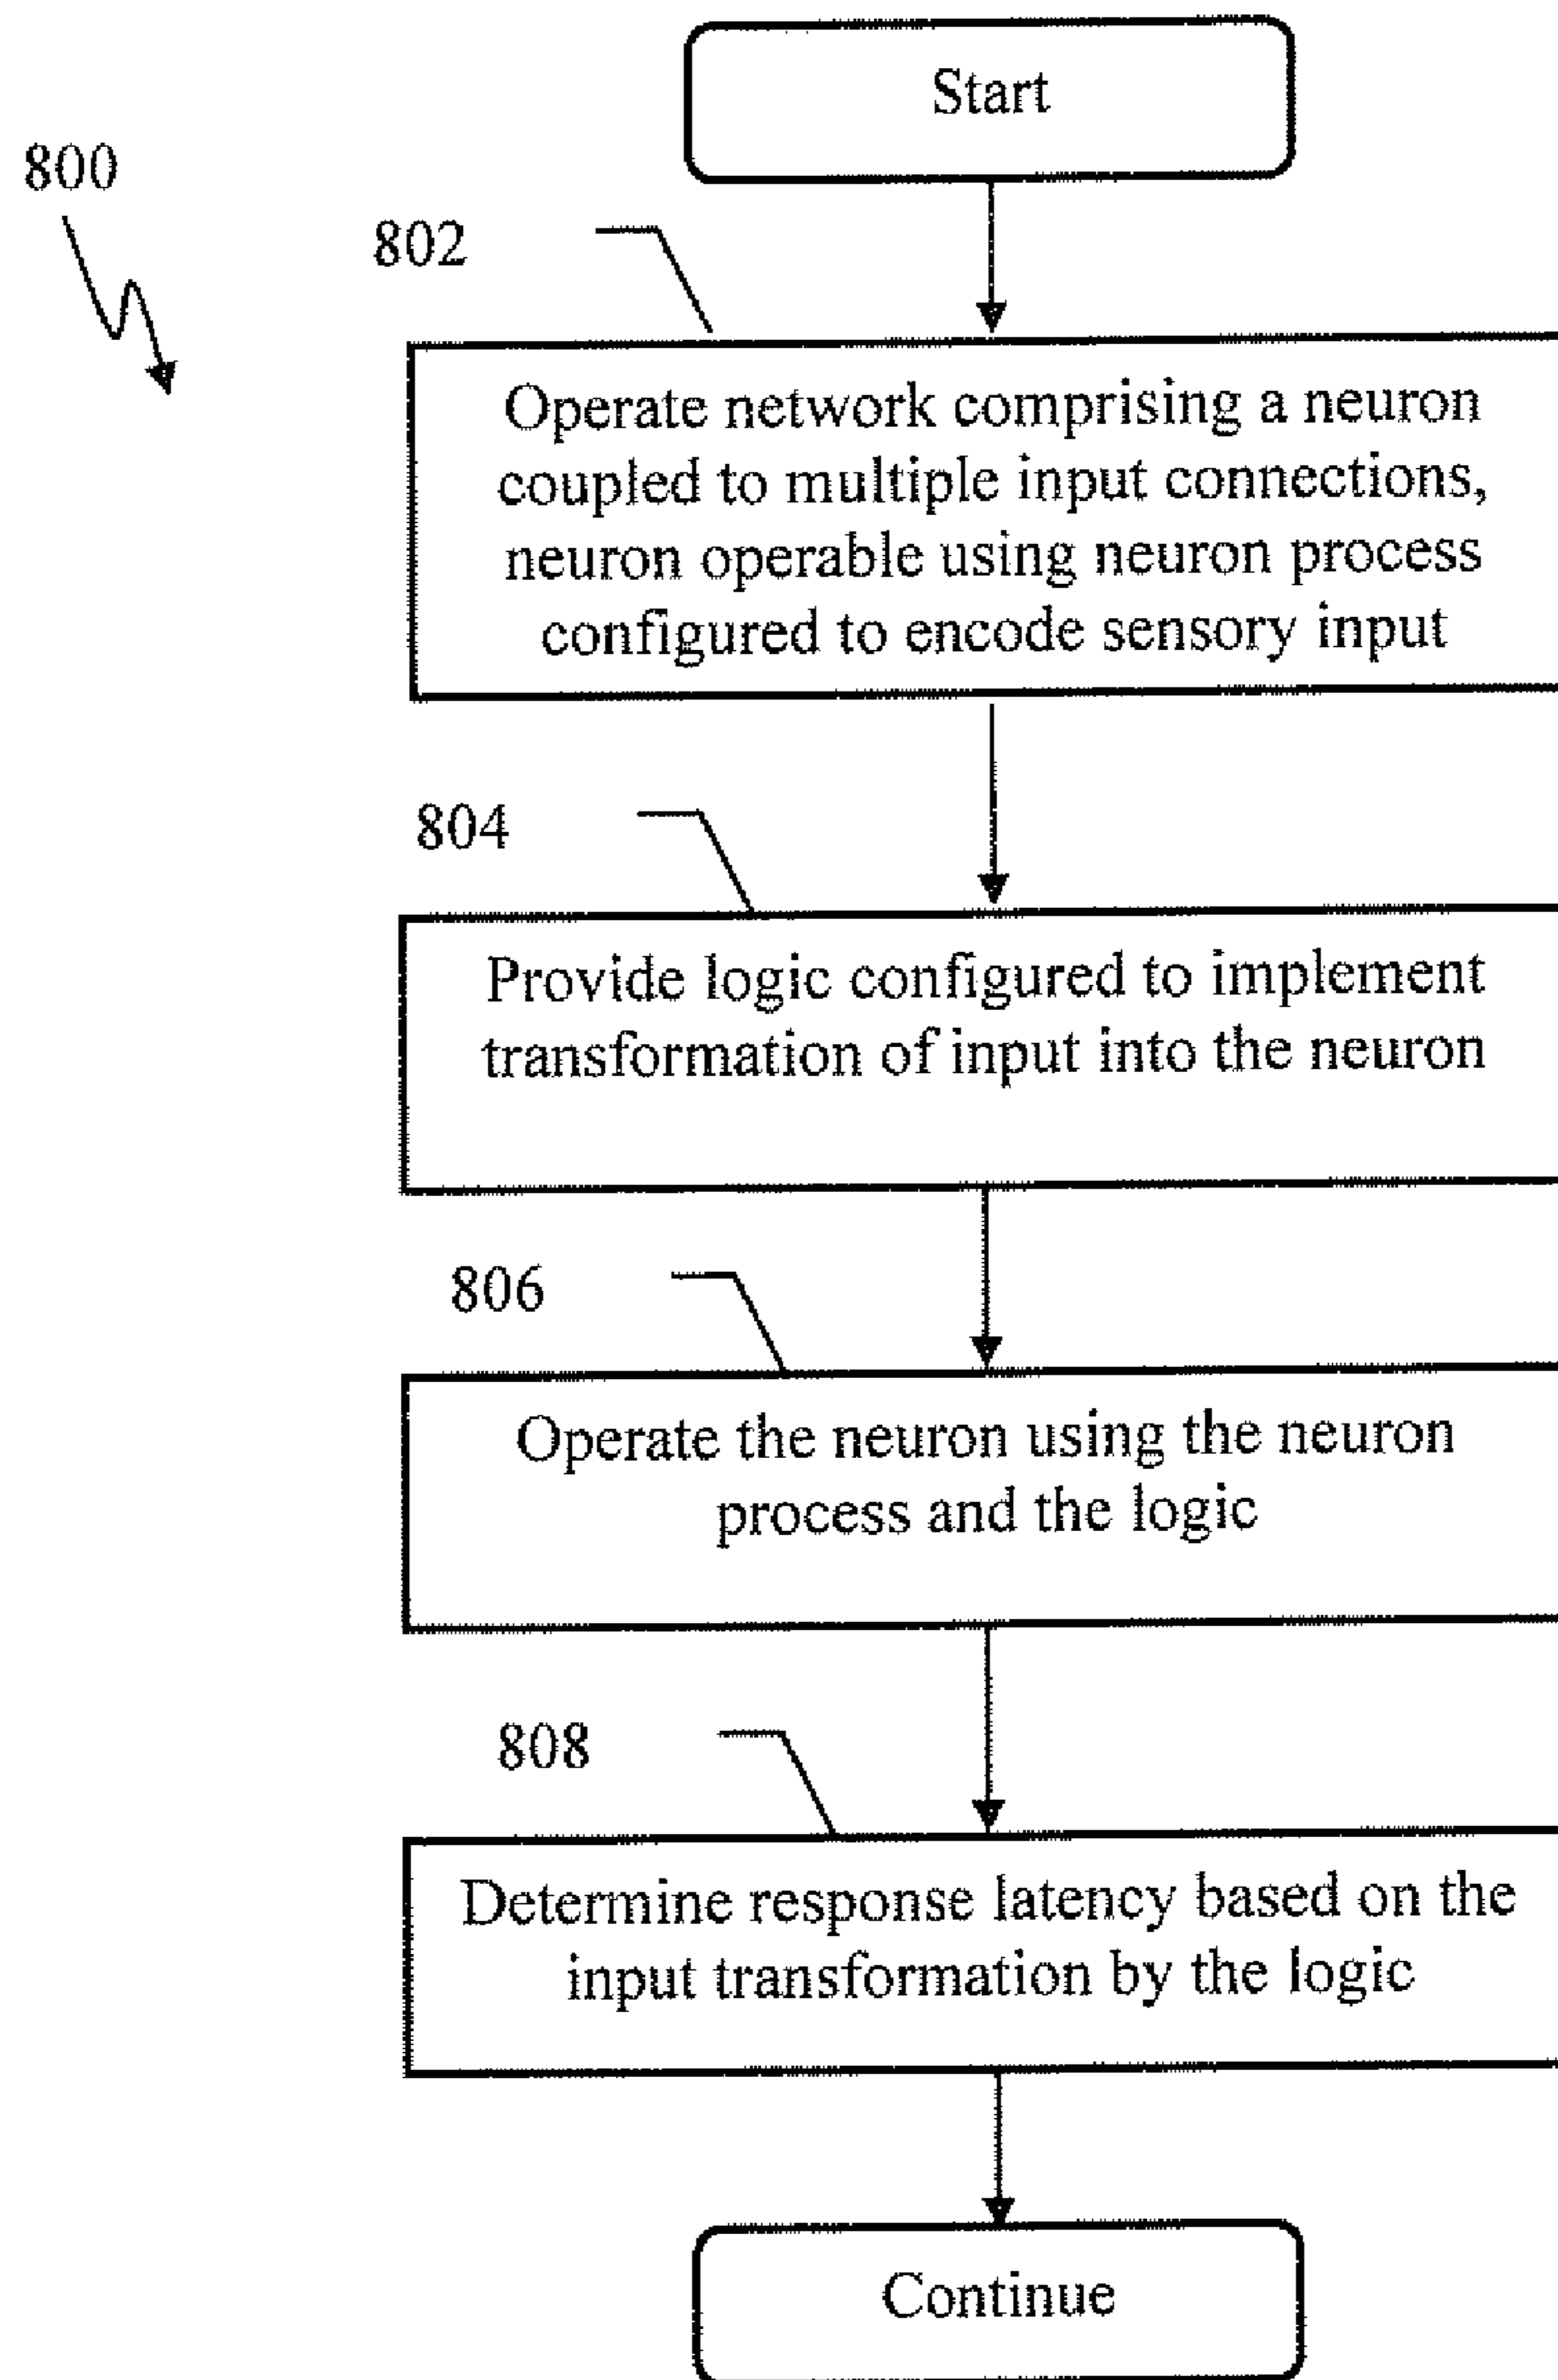 Start
800
802
Operate network comprising a neuron
coupled to multiple input connections,
neuron operable using neuron process
configured to encode sensory input
804
Provide logic configured to implement
transformation of input into the neuron
806
Operate the neuron using the neuron
process and the logic
808
Determine response latency based on the
input transformation by the logic
Continue